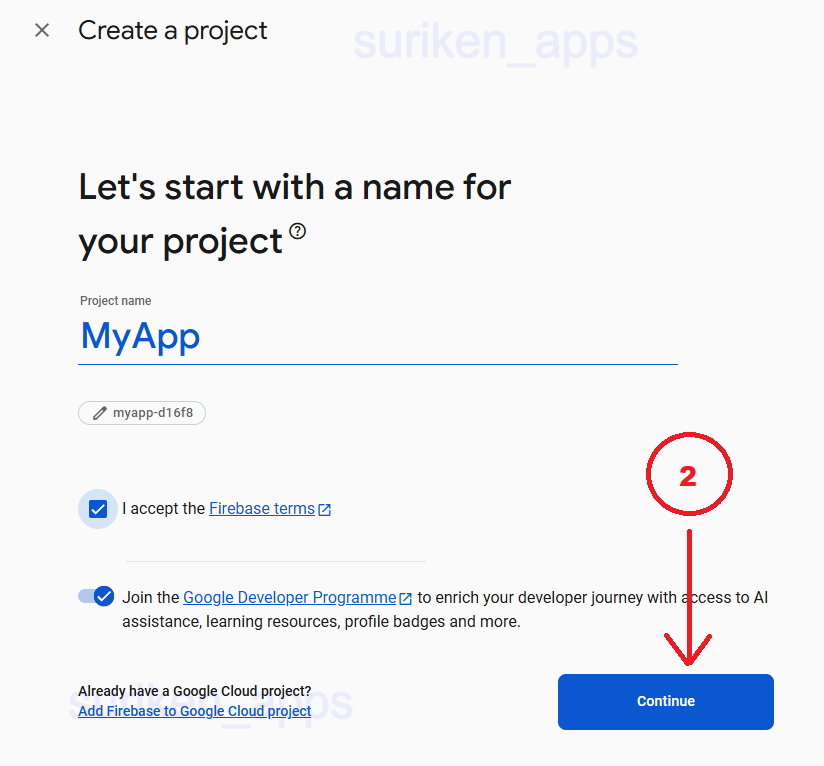 Create a project
suriken_apps
Let's start with a name for
your project
Project name
MyApp
myapp-d16f8
2
I accept the Firebase terms
Join the Google Developer Programme to enrich your developer journey with access to AI
assistance, learning resources, profile badges and more.
Already have a Google Cloud project?
suriken_apps
Add Firebase to Google Cloud project
Continue